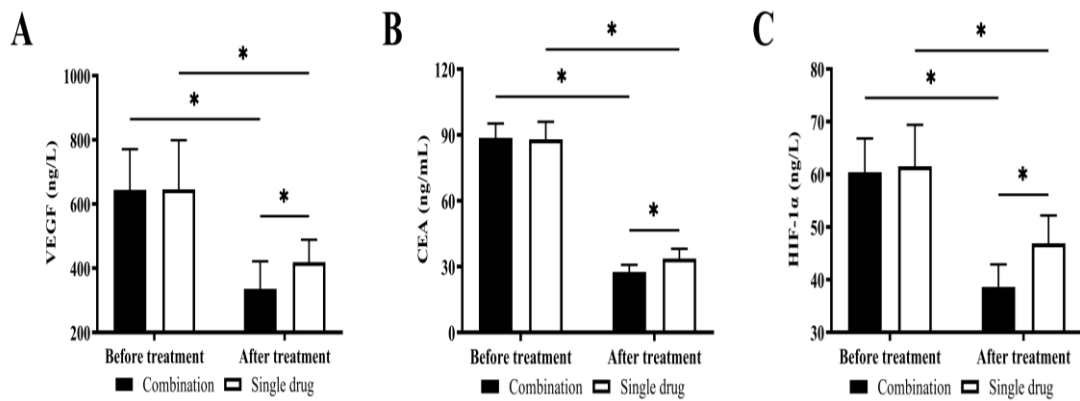 A
VEGF (ng/L)
1000
800
600
400
200
*
*
*
Before treatment
After treatment
Combination
Single drug
B
CEA (ng/mL)
120
90
60
30
0
*
*
*
Before treatment
After treatment
Combination
Single drug
C
HIF-1α (ng/L)
80
70
60
50
40
30
*
*
*
Before treatment
After treatment
Combination
Single drug